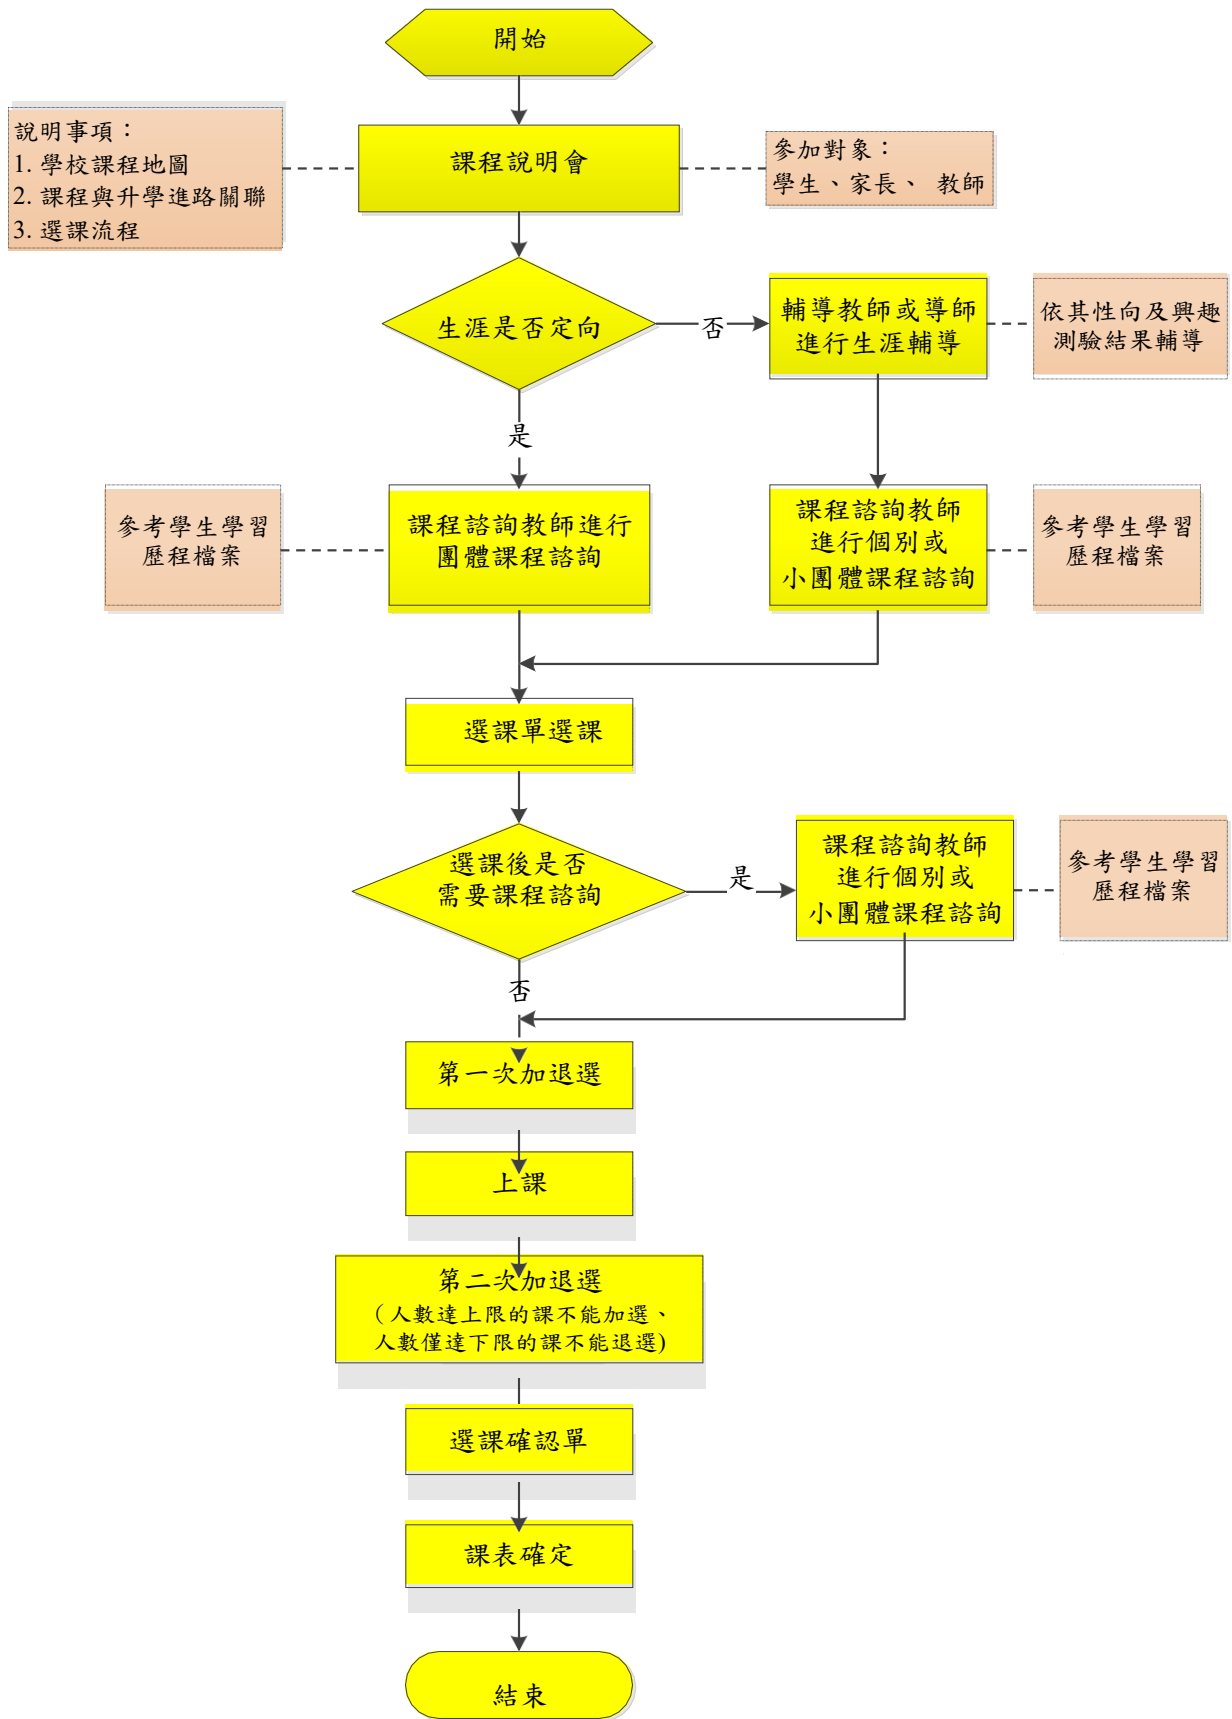 開始
說明事項：
1. 學校課程地圖
2. 課程與升學進路關聯
3. 選課流程
課程說明會
參加對象：
學生、家長、 教師
生涯是否定向
否
輔導教師或導師
進行生涯輔導
依其性向及興趣
測驗結果輔導
是
參考學生學習
歷程檔案
課程諮詢教師進行
團體課程諮詢
課程諮詢教師
進行個別或
小團體課程諮詢
參考學生學習
歷程檔案
選課單選課
選課後是否
需要課程諮詢
是
課程諮詢教師
進行個別或
小團體課程諮詢
參考學生學習
歷程檔案
否
第一次加退選
上課
第二次加退選
（人數達上限的課不能加選、
人數僅達下限的課不能退選)
選課確認單
課表確定
結束